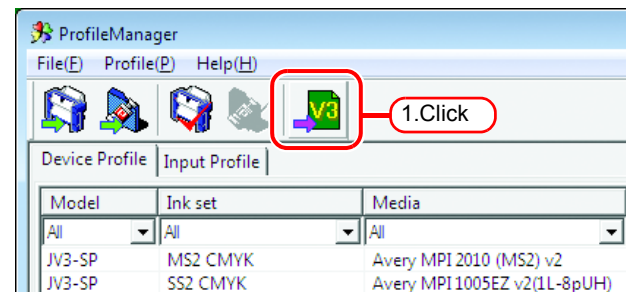 ProfileManager
File(F) Profile(P) Help(H)
V3
1.Click
Device Profile Input Profile
Model Ink set Media
All All All
JV3-SP MS2 CMYK Avery MPI 2010 (MS2) v2
JV3-SP SS2 CMYK Avery MPI 1005EZ v2(1L-8pUH)